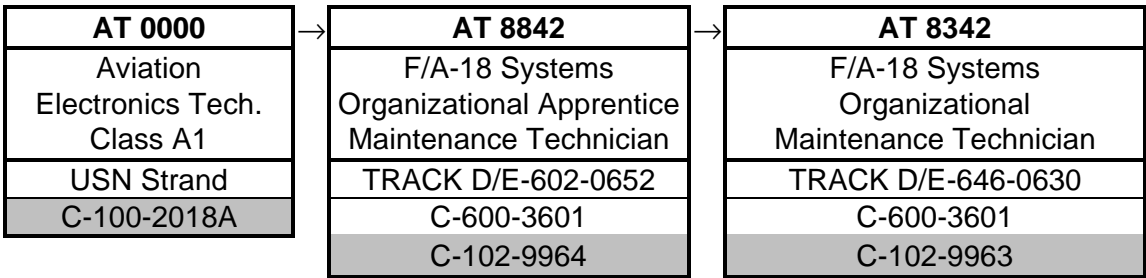 AT 0000
Aviation
Electronics Tech.
Class A1
USN Strand
C-100-2018A
→
AT 8842
F/A-18 Systems
Organizational Apprentice
Maintenance Technician
TRACK D/E-602-0652
C-600-3601
C-102-9964
→
AT 8342
F/A-18 Systems
Organizational
Maintenance Technician
TRACK D/E-646-0630
C-600-3601
C-102-9963